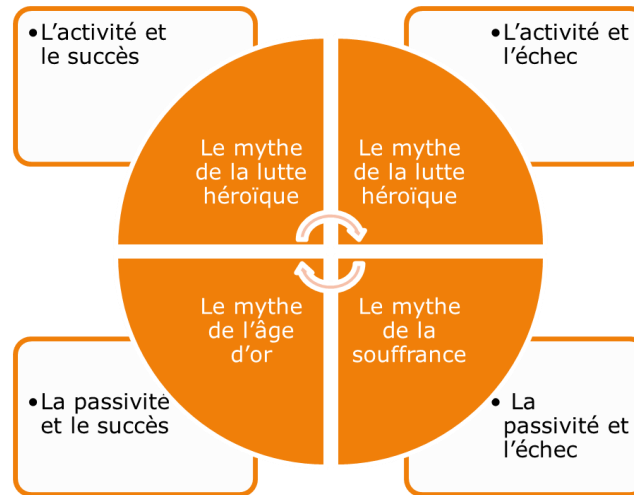 •L'activité et
le succès
•L'activité et
l'échec
Le mythe
de la lutte
héroïque
Le mythe
de la lutte
héroïque
Le mythe
de l'âge
d'or
Le mythe
de la
souffrance
•La passivité
et le succès
• La
passivité et
l'échec